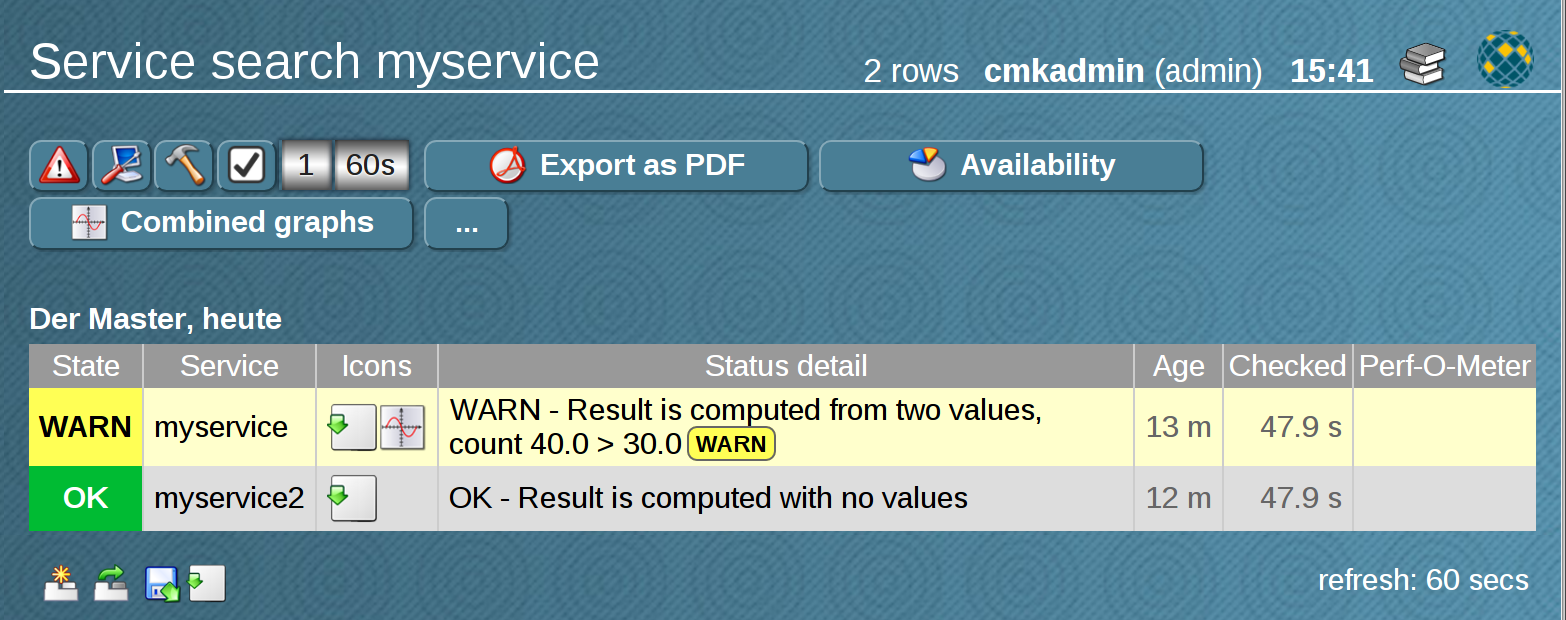 Service search myservice
2 rows cmkadmin (admin) 15:41
1 60s Export as PDF Availability
Combined graphs ...
Der Master, heute
State Service Icons Status detail Age Checked Perf-O-Meter
WARN myservice WARN - Result is computed from two values, 13 m 47.9 s
count 40.0 > 30.0 WARN
OK myservice2 OK - Result is computed with no values 12 m 47.9 s
refresh: 60 secs